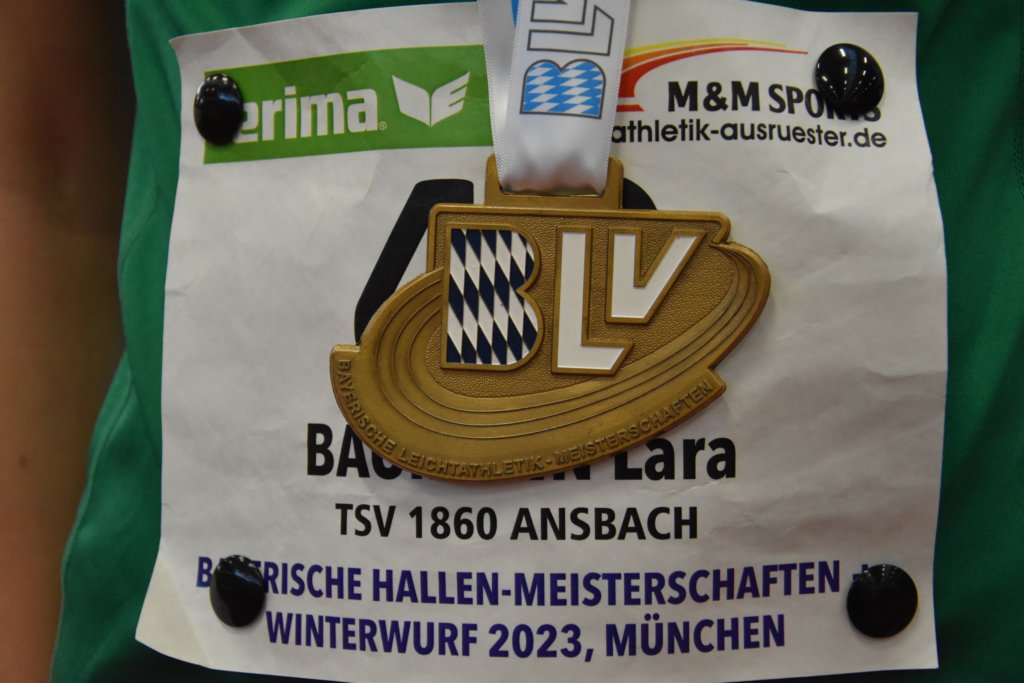 BLV
erima®
M&M SPORTS
athletik-ausruester.de
BLV
BAYERISCHE LEICHTATHLETIK-MEISTERSCHAFTEN
Lara
TSV 1860 ANSBACH
BAYERISCHE HALLEN-MEISTERSCHAFTEN +
WINTERWURF 2023, MÜNCHEN